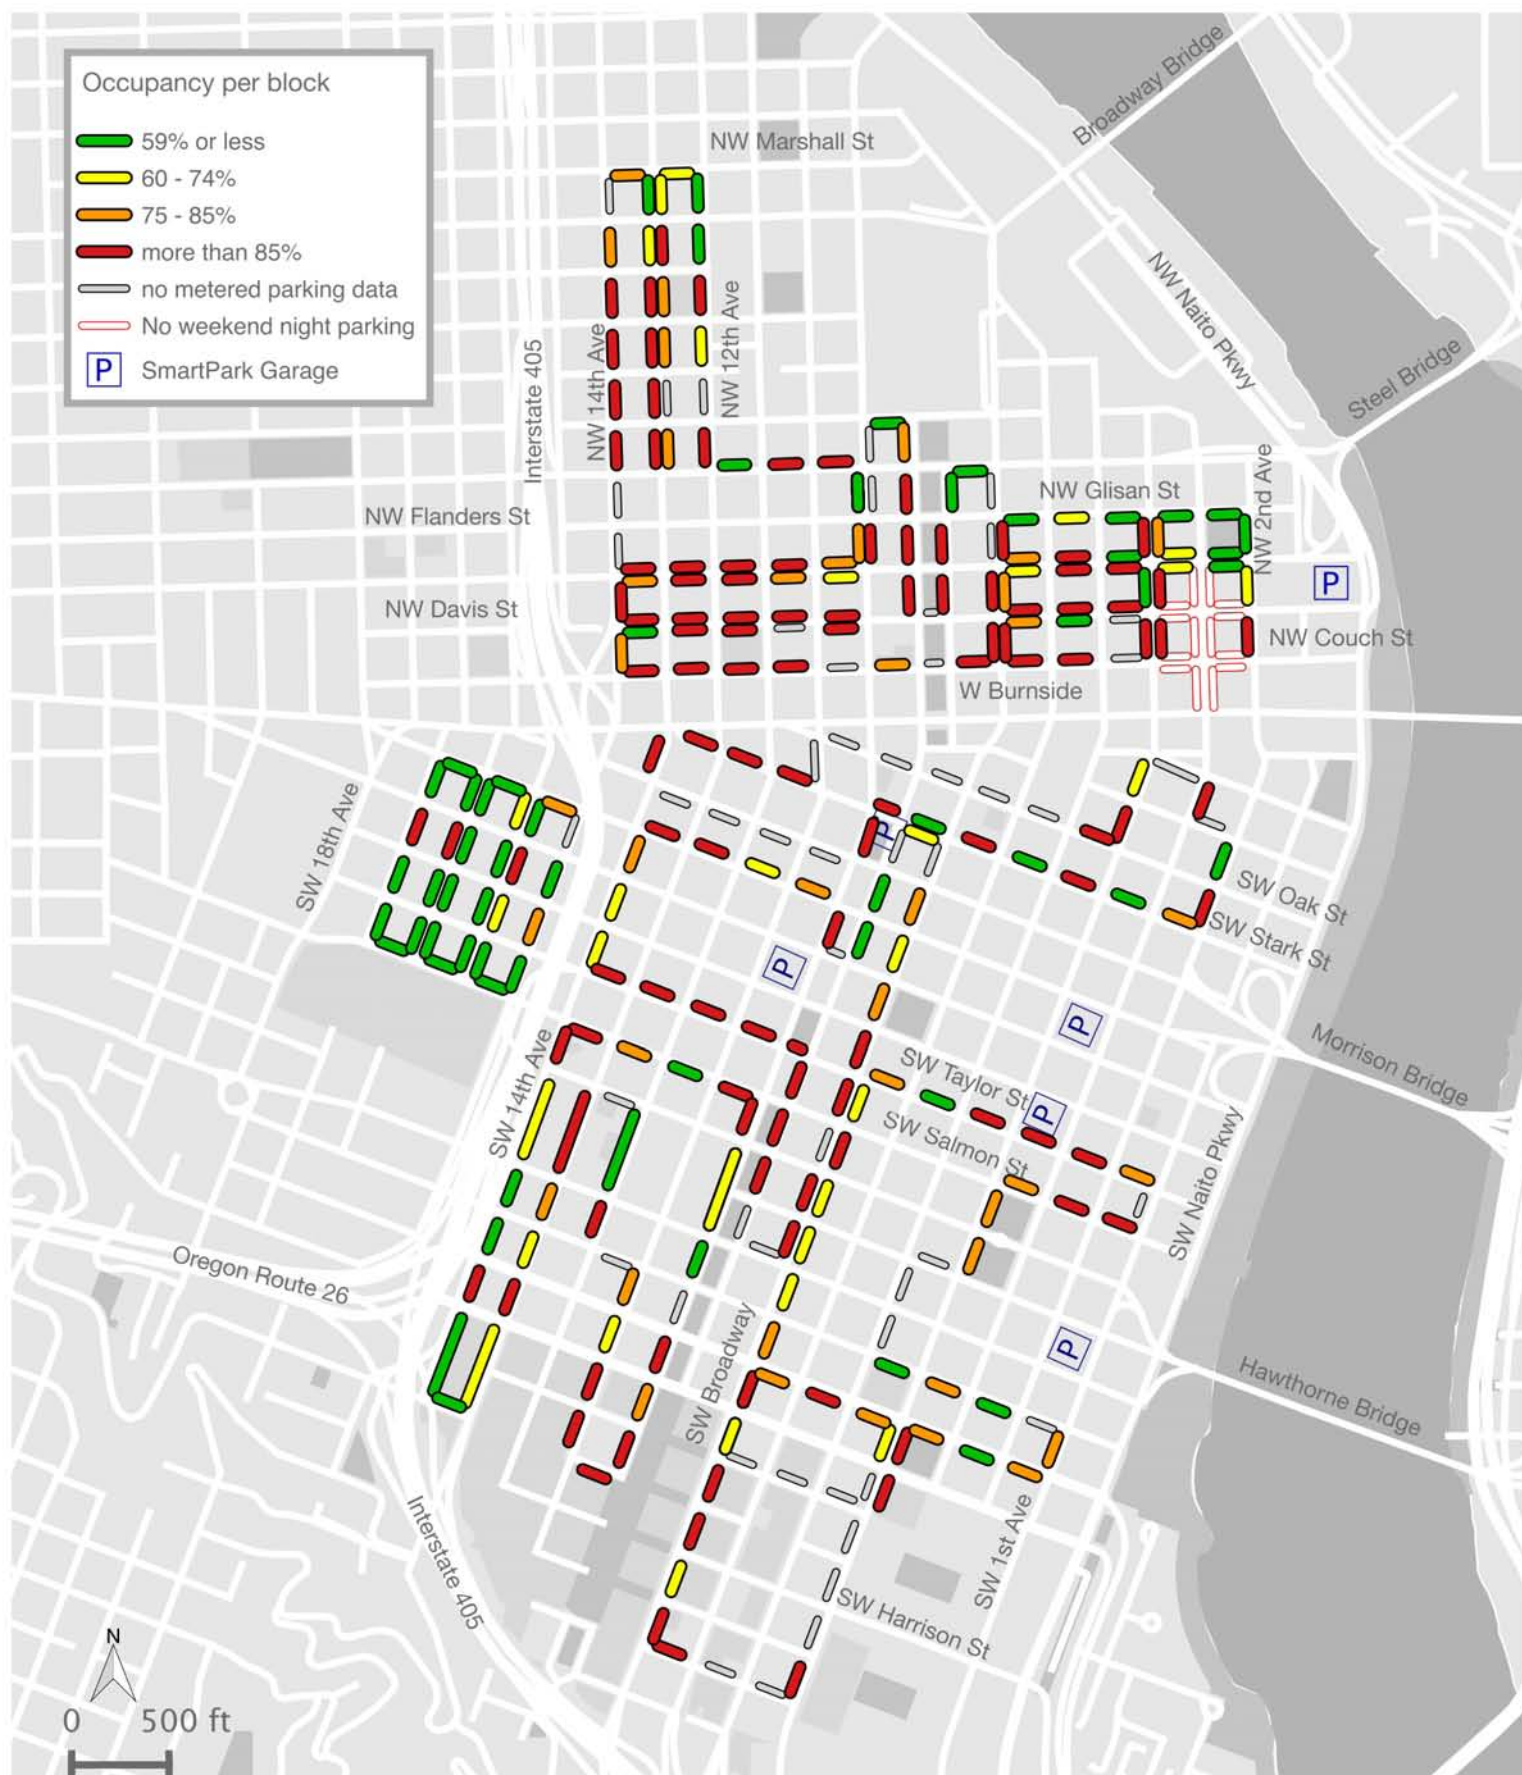 Occupancy per block
59% or less
60 - 74%
75 - 85%
more than 85%
no metered parking data
No weekend night parking
P SmartPark Garage
Broadway Bridge
NW Marshall St
NW Naito Pkwy
NW 12th Ave
NW 14th Ave
Interstate 405
Steel Bridge
NW 2nd Ave
NW Glisan St
NW Flanders St
P
NW Davis St
NW Couch St
W Burnside
SW 18th Ave
P
SW Oak St
SW Stark St
P
P
Morrison Bridge
SW 14th Ave
SW Taylor St
P
SW Salmon St
SW Naito Pkwy
Oregon Route 26
SW Broadway
P
Hawthorne Bridge
Interstate 405
SW 1st Ave
SW Harrison St
N
0 500 ft